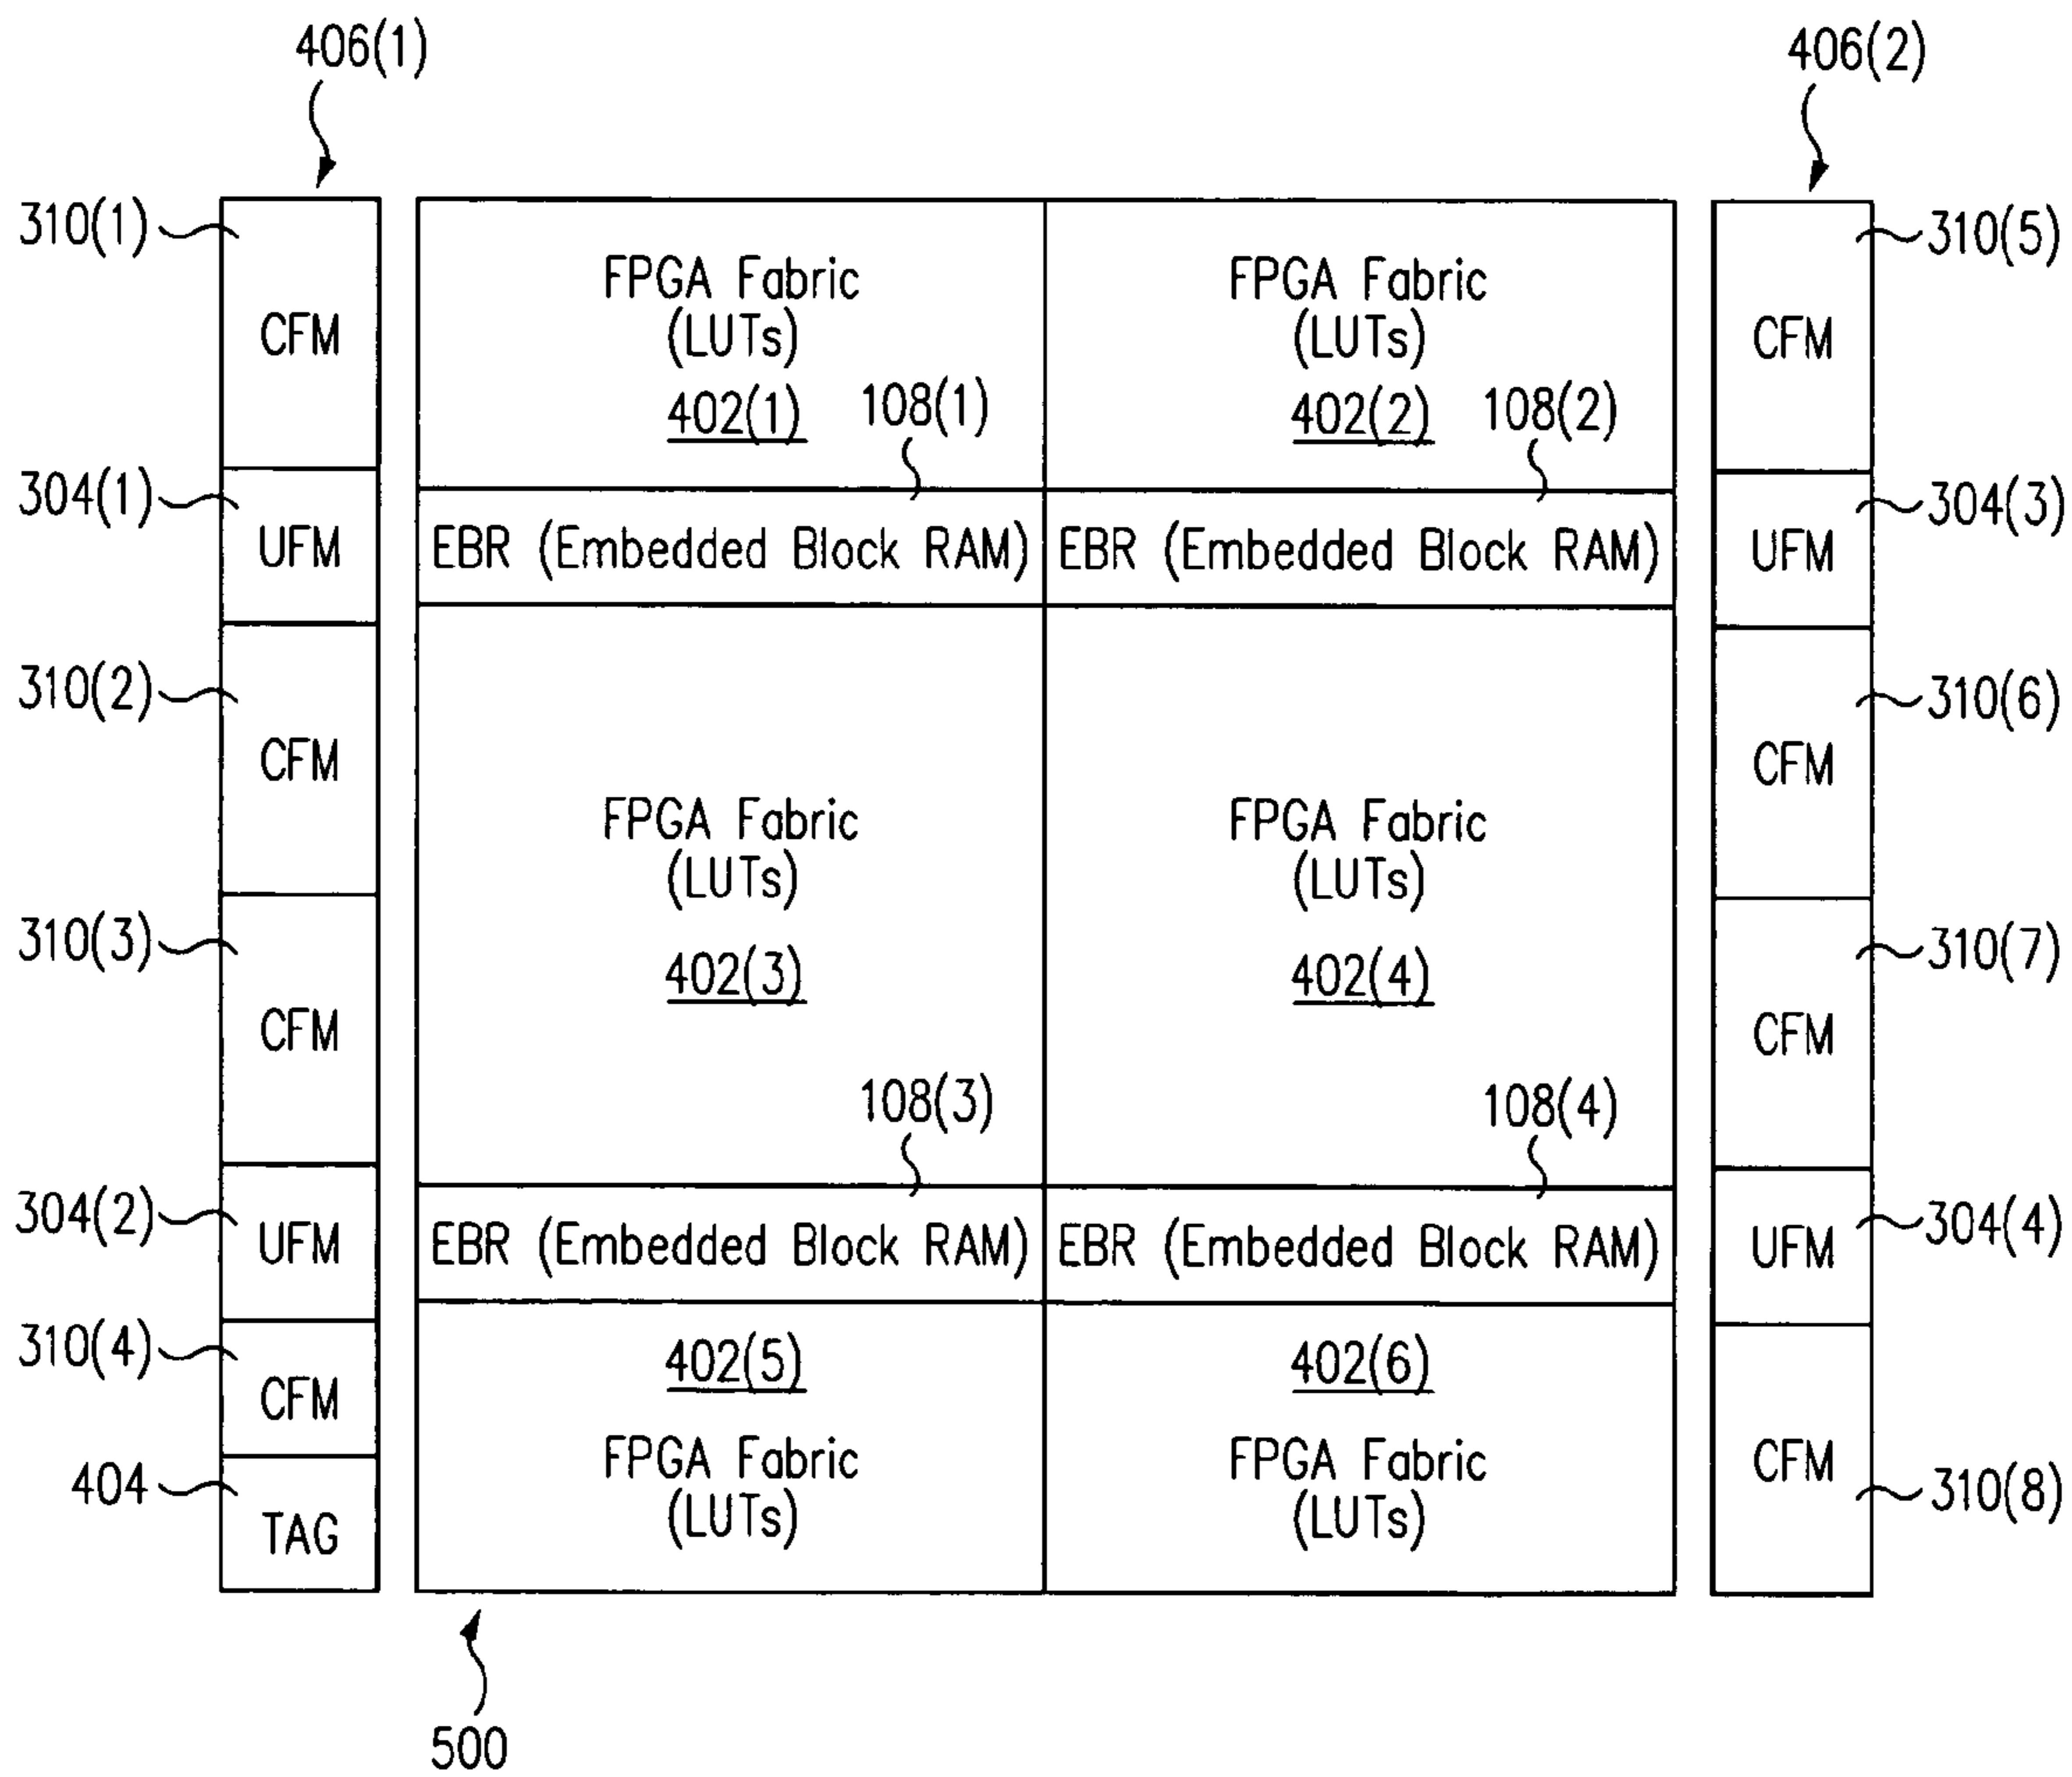 406(1)
406(2)
310(1)
CFM
FPGA Fabric
(LUTs)
402(1)
108(1)
FPGA Fabric
(LUTs)
402(2)
108(2)
CFM
310(5)
304(1)
UFM
EBR (Embedded Block RAM)
EBR (Embedded Block RAM)
UFM
304(3)
310(2)
CFM
CFM
310(6)
FPGA Fabric
(LUTs)
402(3)
FPGA Fabric
(LUTs)
402(4)
310(3)
CFM
CFM
310(7)
108(3)
108(4)
304(2)
UFM
EBR (Embedded Block RAM)
EBR (Embedded Block RAM)
UFM
304(4)
310(4)
CFM
402(5)
FPGA Fabric
(LUTs)
402(6)
FPGA Fabric
(LUTs)
CFM
310(8)
404
TAG
500